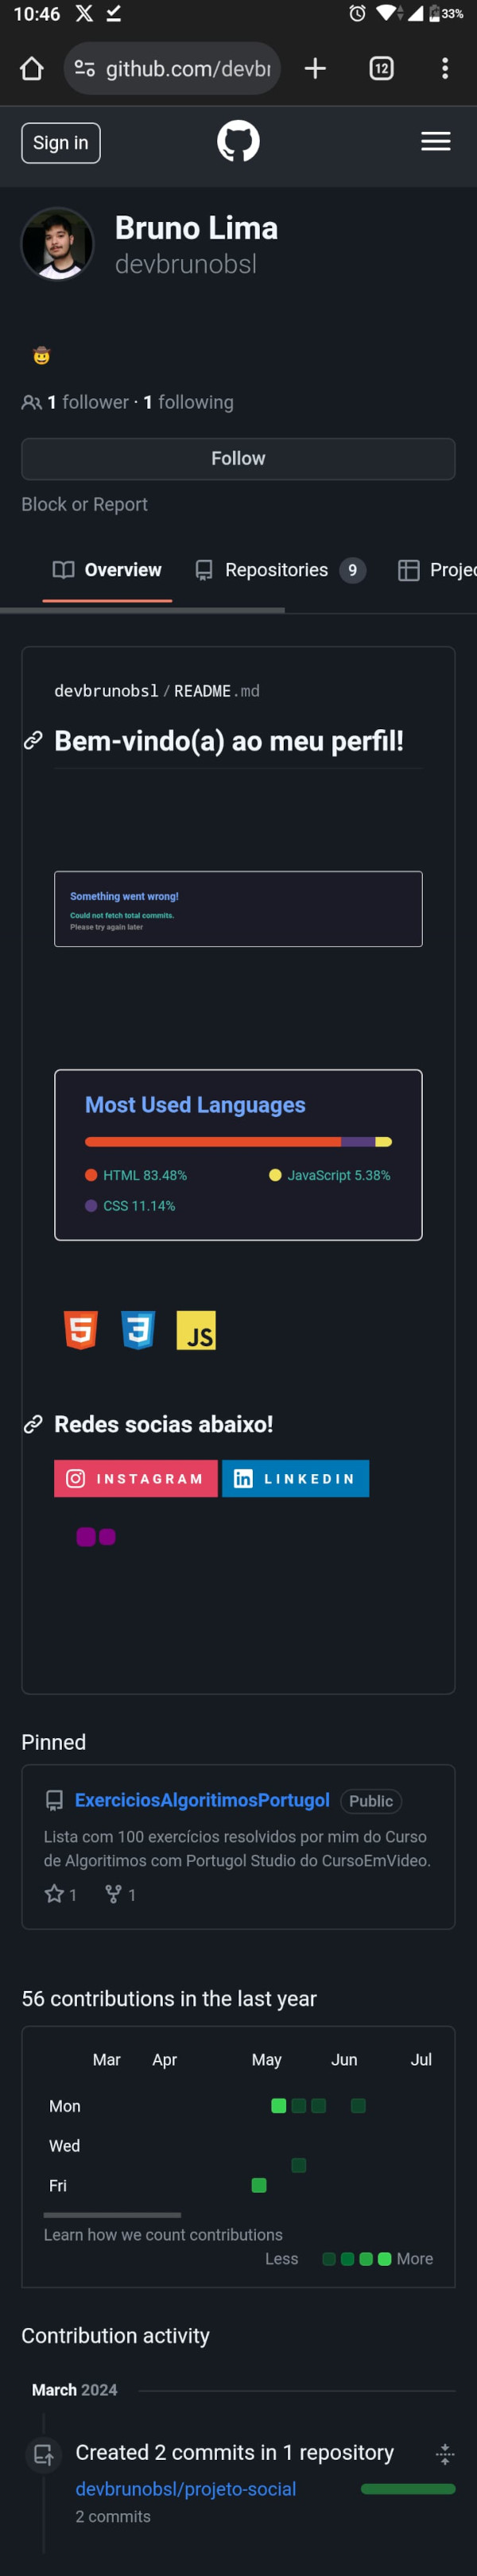 10:46
33%
github.com/devbr
12
Sign in
Bruno Lima
devbrunobsl
1 follower · 1 following
Follow
Block or Report
Overview
Repositories 9
Projec
devbrunobsl / README.md
Bem-vindo(a) ao meu perfil!
Something went wrong!
Could not fetch total commits.
Please try again later
Most Used Languages
HTML 83.48%
JavaScript 5.38%
CSS 11.14%
5 3 JS
Redes socias abaixo!
INSTAGRAM
LINKEDIN
Pinned
ExerciciosAlgoritimosPortugol Public
Lista com 100 exercícios resolvidos por mim do Curso
de Algoritimos com Portugol Studio do CursoEmVideo.
1 1
56 contributions in the last year
Mar Apr May Jun Jul
Mon
Wed
Fri
Learn how we count contributions
Less More
Contribution activity
March 2024
Created 2 commits in 1 repository
devbrunobsl/projeto-social
2 commits